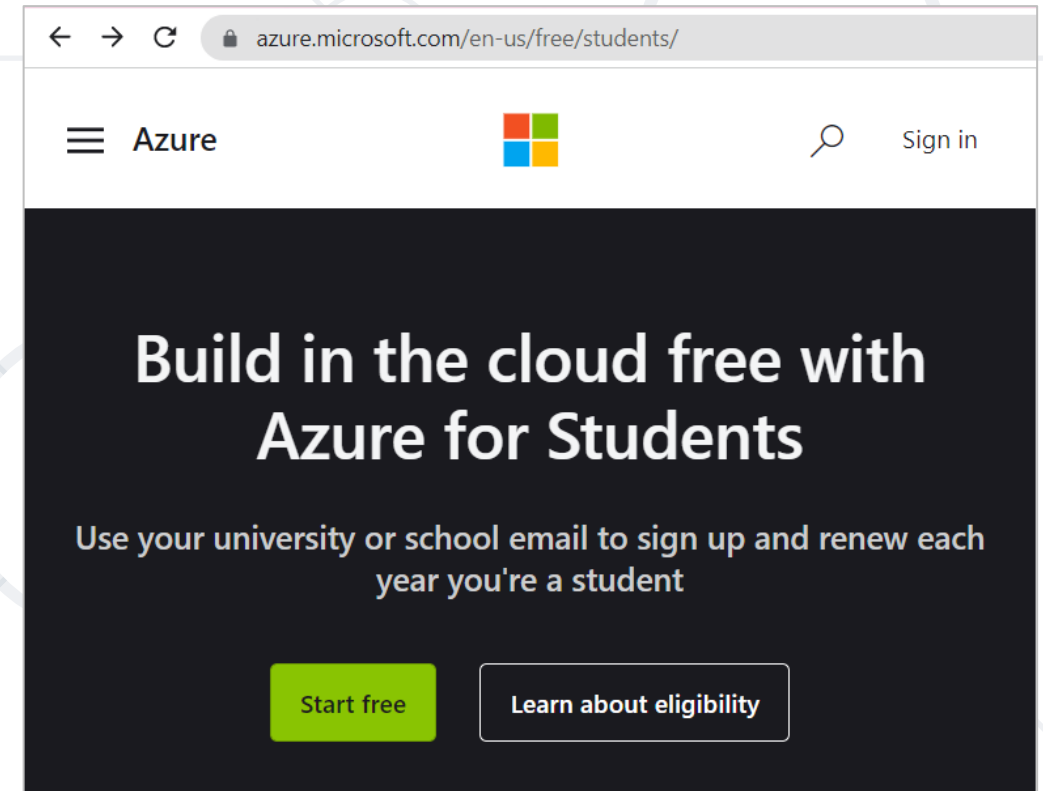 azure.microsoft.com/en-us/free/students/
Azure
Sign in
Build in the cloud free with
Azure for Students
Use your university or school email to sign up and renew each
year you're a student
Start free
Learn about eligibility